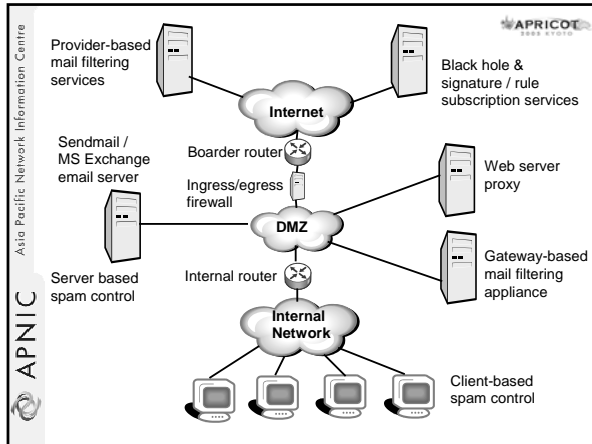 Asia Pacific Network Information Centre
APNIC
APRICOT
2005 KYOTO
Provider-based
mail filtering
services
Black hole &
signature / rule
subscription services
Internet
Sendmail /
MS Exchange
email server
Boarder router
Ingress/egress
firewall
Web server
proxy
DMZ
Server based
spam control
Internal router
Gateway-based
mail filtering
appliance
Internal
Network
Client-based
spam control